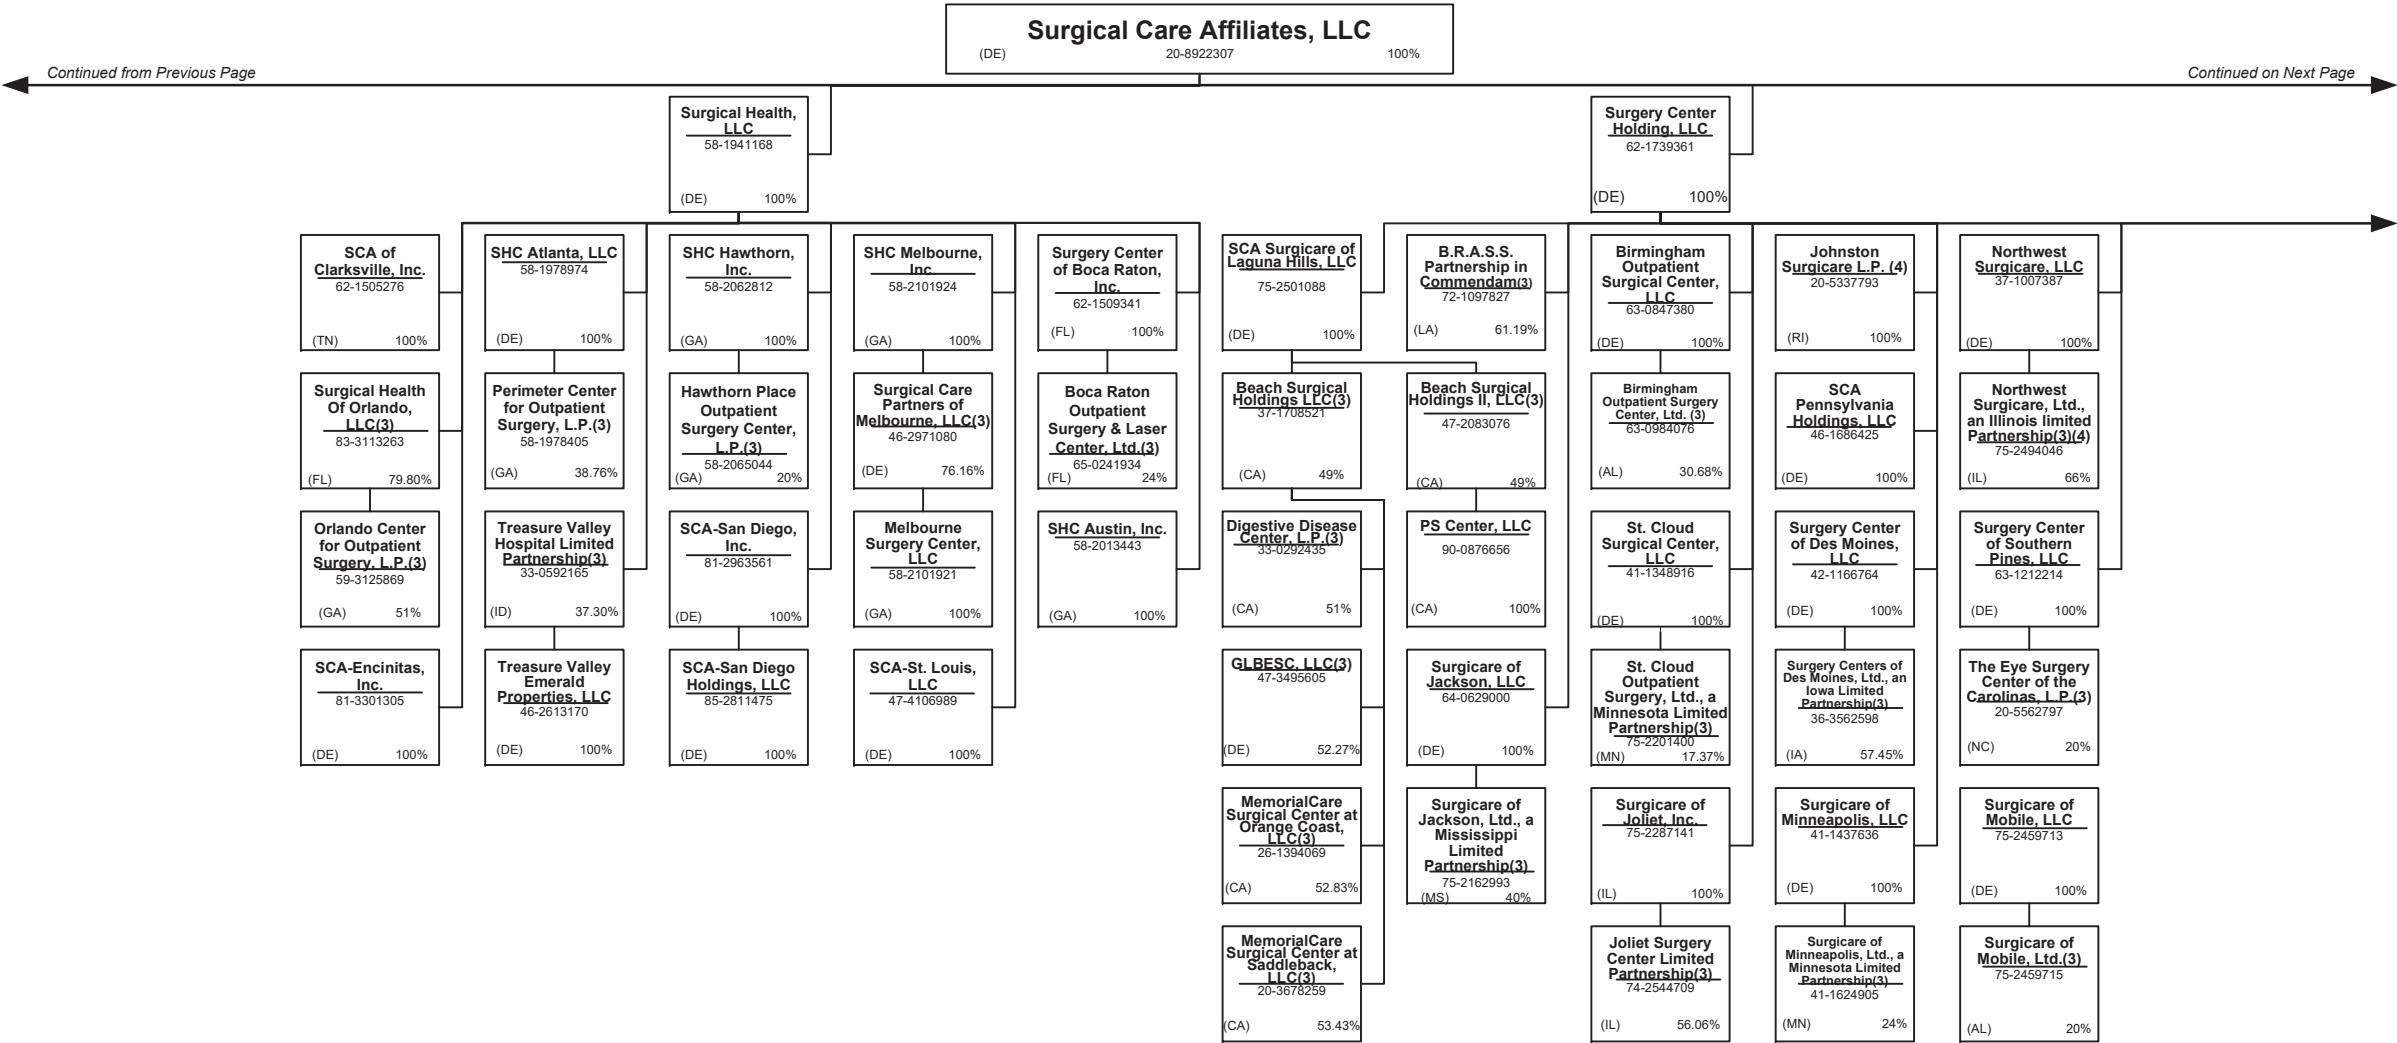 Surgical Care Affiliates, LLC
(DE) 20-8922307 100%
Continued from Previous Page
Continued on Next Page
Surgical Health,
LLC
58-1941168
(DE) 100%
Surgery Center
Holding, LLC
62-1739361
(DE) 100%
SCA of
Clarksville, Inc.
62-1505276
(TN) 100%
SHC Atlanta, LLC
58-1978974
(DE) 100%
SHC Hawthorn,
Inc.
58-2062812
(GA) 100%
SHC Melbourne,
Inc.
58-2101924
(GA) 100%
Surgery Center
of Boca Raton,
Inc.
62-1509341
(FL) 100%
SCA Surgicare of
Laguna Hills, LLC
75-2501088
(DE) 100%
B.R.A.S.S.
Partnership in
Commendam(3)
72-1097827
(LA) 61.19%
Birmingham
Outpatient
Surgical Center,
LLC
63-0847380
(DE) 100%
Johnston
Surgicare L.P. (4)
20-5337793
(RI) 100%
Northwest
Surgicare, LLC
37-1007387
(DE) 100%
Surgical Health
Of Orlando,
LLC(3)
83-3113263
(FL) 79.80%
Perimeter Center
for Outpatient
Surgery, L.P.(3)
58-1978405
(GA) 38.76%
Hawthorn Place
Outpatient
Surgery Center,
L.P.(3)
58-2065044
(GA) 20%
Surgical Care
Partners of
Melbourne, LLC(3)
46-2971080
(DE) 76.16%
Boca Raton
Outpatient
Surgery & Laser
Center, Ltd.(3)
65-0241934
(FL) 24%
Beach Surgical
Holdings LLC(3)
37-1708521
(CA) 49%
Beach Surgical
Holdings II, LLC(3)
47-2083076
(CA) 49%
Birmingham
Outpatient Surgery
Center, Ltd. (3)
63-0984076
(AL) 30.68%
SCA
Pennsylvania
Holdings, LLC
46-1686425
(DE) 100%
Northwest
Surgicare, Ltd.,
an Illinois limited
Partnership(3)(4)
75-2494046
(IL) 66%
Orlando Center
for Outpatient
Surgery, L.P.(3)
59-3125869
(GA) 51%
Treasure Valley
Hospital Limited
Partnership(3)
33-0592165
(ID) 37.30%
SCA-San Diego,
Inc.
81-2963561
(DE) 100%
Melbourne
Surgery Center,
LLC
58-2101921
(GA) 100%
SHC Austin, Inc.
58-2013443
(GA) 100%
Digestive Disease
Center, L.P.(3)
33-0292435
(CA) 51%
PS Center, LLC
90-0876656
(CA) 100%
St. Cloud
Surgical Center,
LLC
41-1348916
(DE) 100%
Surgery Center
of Des Moines,
LLC
42-1166764
(DE) 100%
Surgery Center
of Southern
Pines, LLC
63-1212214
(DE) 100%
SCA-Encinitas,
Inc.
81-3301305
(DE) 100%
Treasure Valley
Emerald
Properties, LLC
46-2613170
(DE) 100%
SCA-San Diego
Holdings, LLC
85-2811475
(DE) 100%
SCA-St. Louis,
LLC
47-4106989
(DE) 100%
GLBESC, LLC(3)
47-3495605
(DE) 52.27%
Surgicare of
Jackson, LLC
64-0629000
(DE) 100%
St. Cloud
Outpatient
Surgery, Ltd., a
Minnesota Limited
Partnership(3)
75-2201400
(MN) 17.37%
Surgery Centers of
Des Moines, Ltd., an
Iowa Limited
Partnership(3)
36-3562598
(IA) 57.45%
The Eye Surgery
Center of the
Carolinas, L.P.(3)
20-5562797
(NC) 20%
MemorialCare
Surgical Center at
Orange Coast,
LLC(3)
26-1394069
(CA) 52.83%
Surgicare of
Jackson, Ltd., a
Mississippi
Limited
Partnership(3)
75-2162993
(MS) 40%
Surgicare of
Joliet, Inc.
75-2287141
(IL) 100%
Surgicare of
Minneapolis, LLC
41-1437636
(DE) 100%
Surgicare of
Mobile, LLC
75-2459713
(DE) 100%
MemorialCare
Surgical Center at
Saddleback,
LLC(3)
20-3678259
(CA) 53.43%
Joliet Surgery
Center Limited
Partnership(3)
74-2544709
(IL) 56.06%
Surgicare of
Minneapolis, Ltd., a
Minnesota Limited
Partnership(3)
41-1624905
(MN) 24%
Surgicare of
Mobile, Ltd.(3)
75-2459715
(AL) 20%